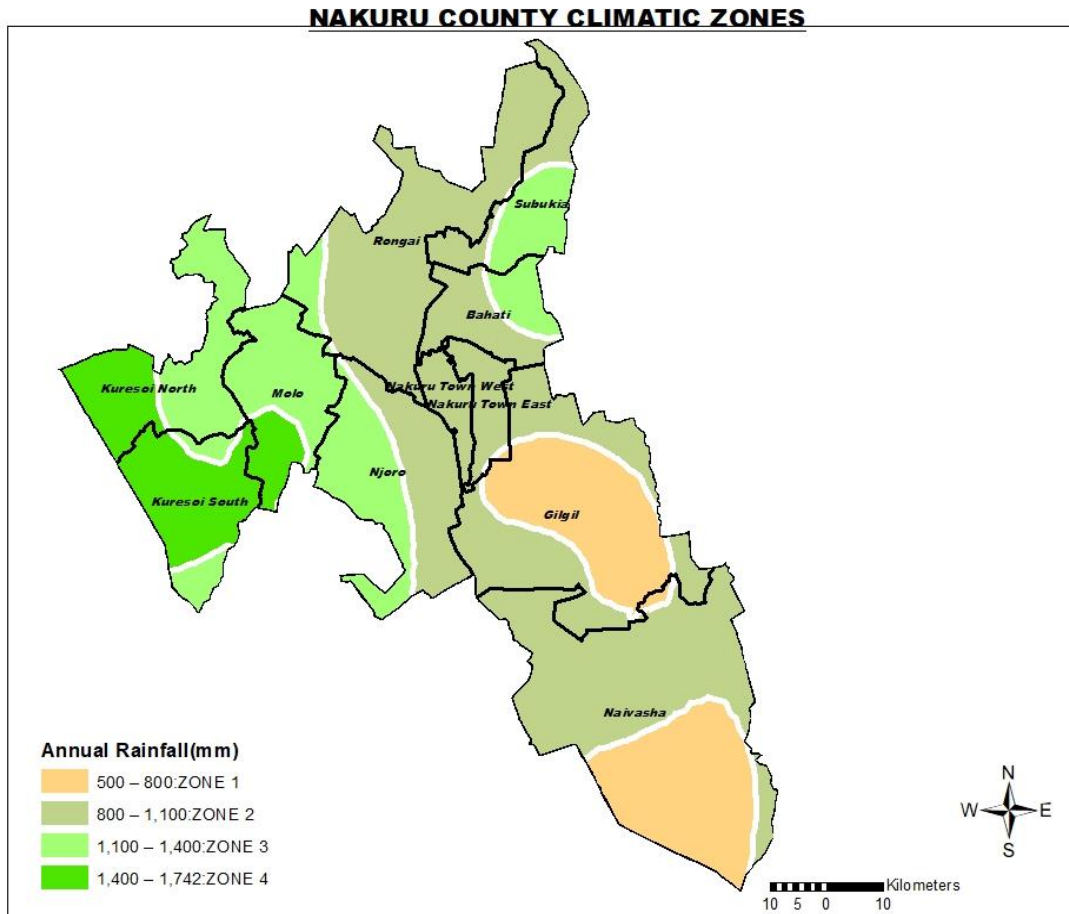 NAKURU COUNTY CLIMATIC ZONES
Subukia
Rongai
Bahati
Kuresoi North
Molo
Nakuru Town West
Nakuru Town East
Njoro
Kuresoi South
Gilgil
Naivasha
Annual Rainfall(mm)
500 – 800:ZONE 1
800 – 1,100:ZONE 2
1,100 – 1,400:ZONE 3
1,400 – 1,742:ZONE 4
N
W E
S
Kilometers
10 5 0 10